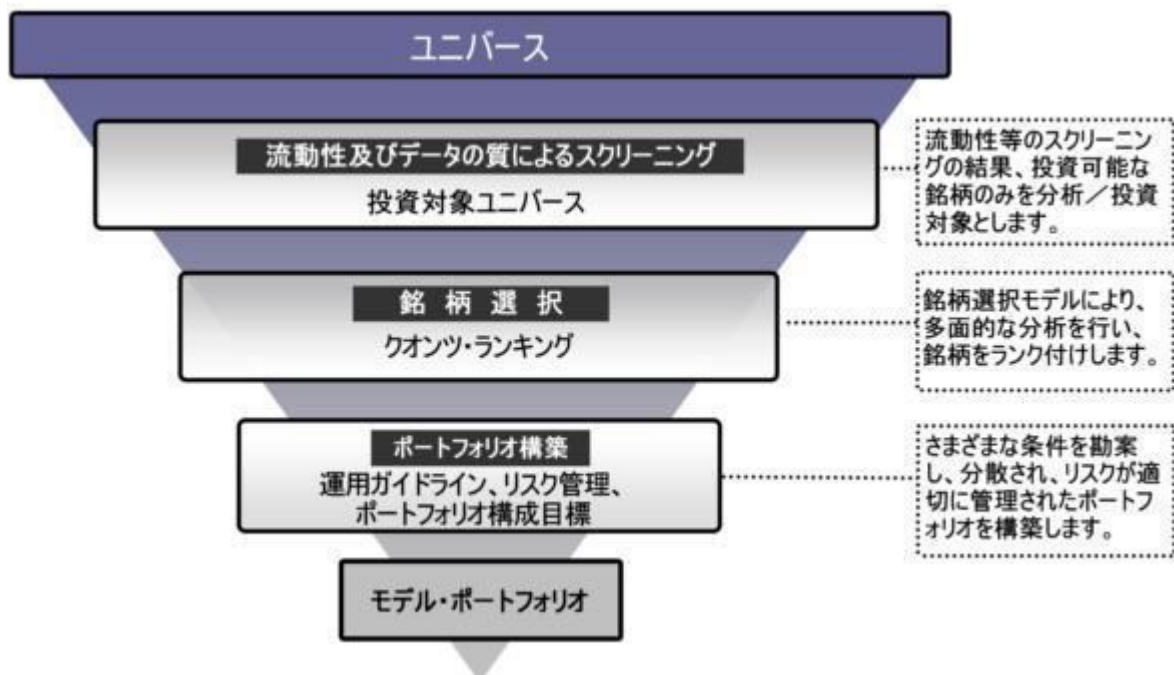 ユニバース
流動性及びデータの質によるスクリーニング
投資対象ユニバース
流動性等のスクリーニン
グの結果、投資可能な
銘柄のみを分析／投資
対象とします。
銘 柄 選 択
クオンツ・ランキング
銘柄選択モデルにより、
多面的な分析を行い、
銘柄をランク付けします。
ポートフォリオ構築
運用ガイドライン、リスク管理、
ポートフォリオ構成目標
さまざまな条件を勘案
し、分散され、リスクが適
切に管理されたポートフ
ォリオを構築します。
モデル・ポートフォリオ